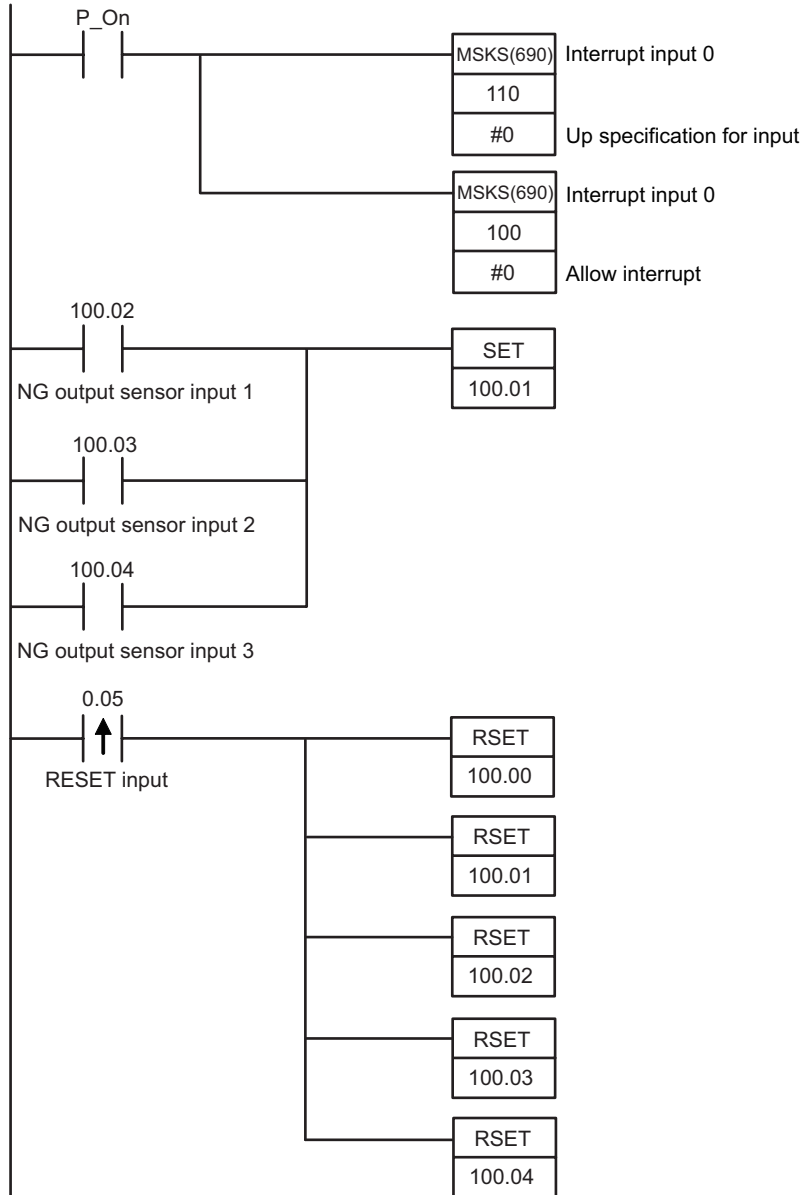 P_On
MSKS(690) Interrupt input 0
110
#0 Up specification for input
MSKS(690) Interrupt input 0
100
#0 Allow interrupt
100.02
SET
100.01
NG output sensor input 1
100.03
NG output sensor input 2
100.04
NG output sensor input 3
0.05
RSET
100.00
RESET input
RSET
100.01
RSET
100.02
RSET
100.03
RSET
100.04